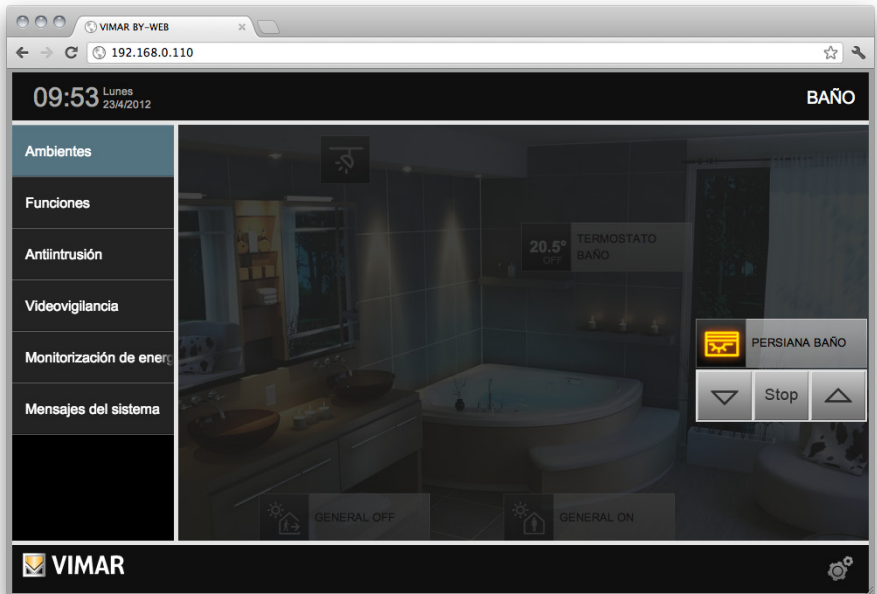 VIMAR BY-WEB
192.168.0.110
09:53
Lunes
23/4/2012
BAÑO
Ambientes
Funciones
Antiintrusión
Videovigilancia
Monitorización de energ
Mensajes del sistema
20.5°
OFF
TERMOSTATO
BAÑO
PERSIANA BAÑO
Stop
GENERAL OFF
GENERAL ON
VIMAR